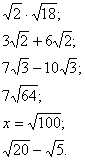 √2 · √18;
3√2 + 6√2;
7√3 − 10√3;
7√64;
x = √100;
√20 − √5.